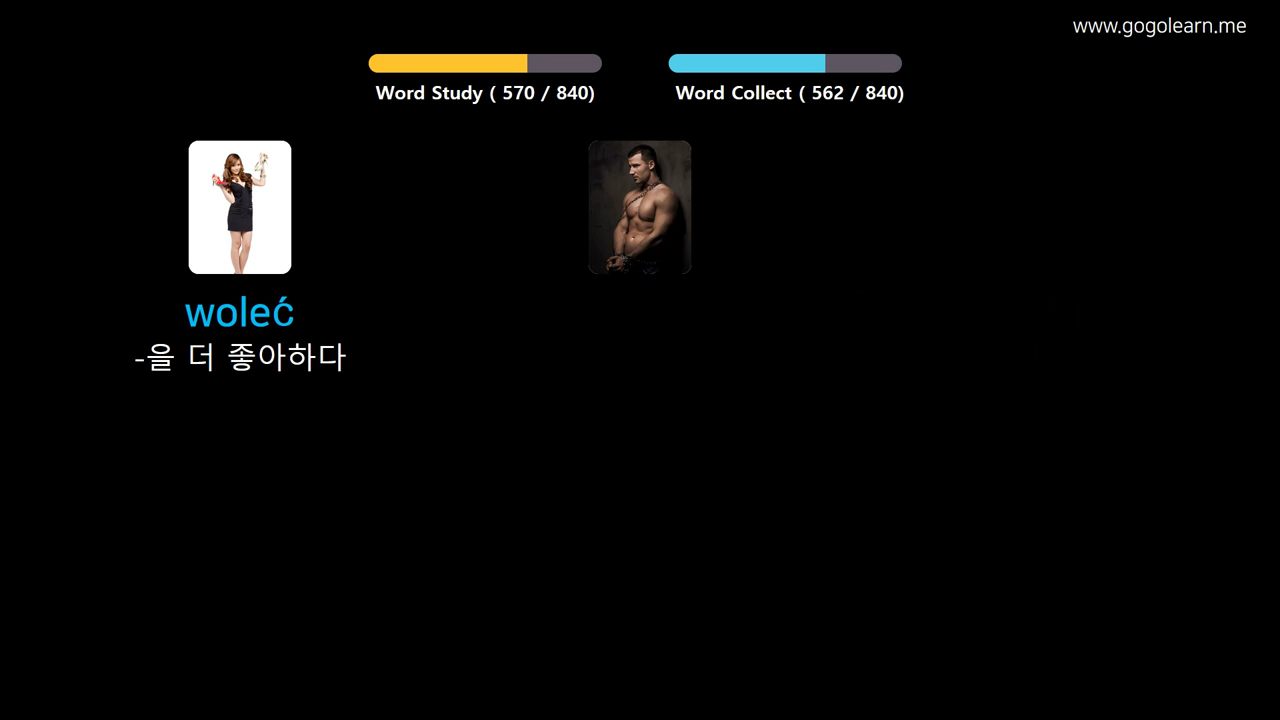 www.gogolearn.me
Word Study ( 570 / 840)
Word Collect ( 562 / 840)
woleć
-을 더 좋아하다